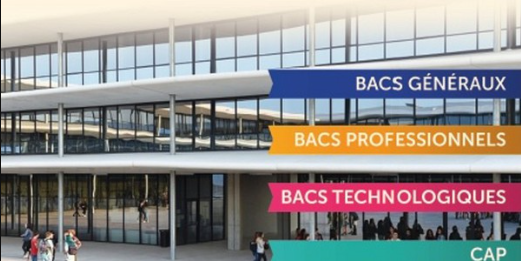 BACS GÉNÉRAUX
BACS PROFESSIONNELS
BACS TECHNOLOGIQUES
CAP